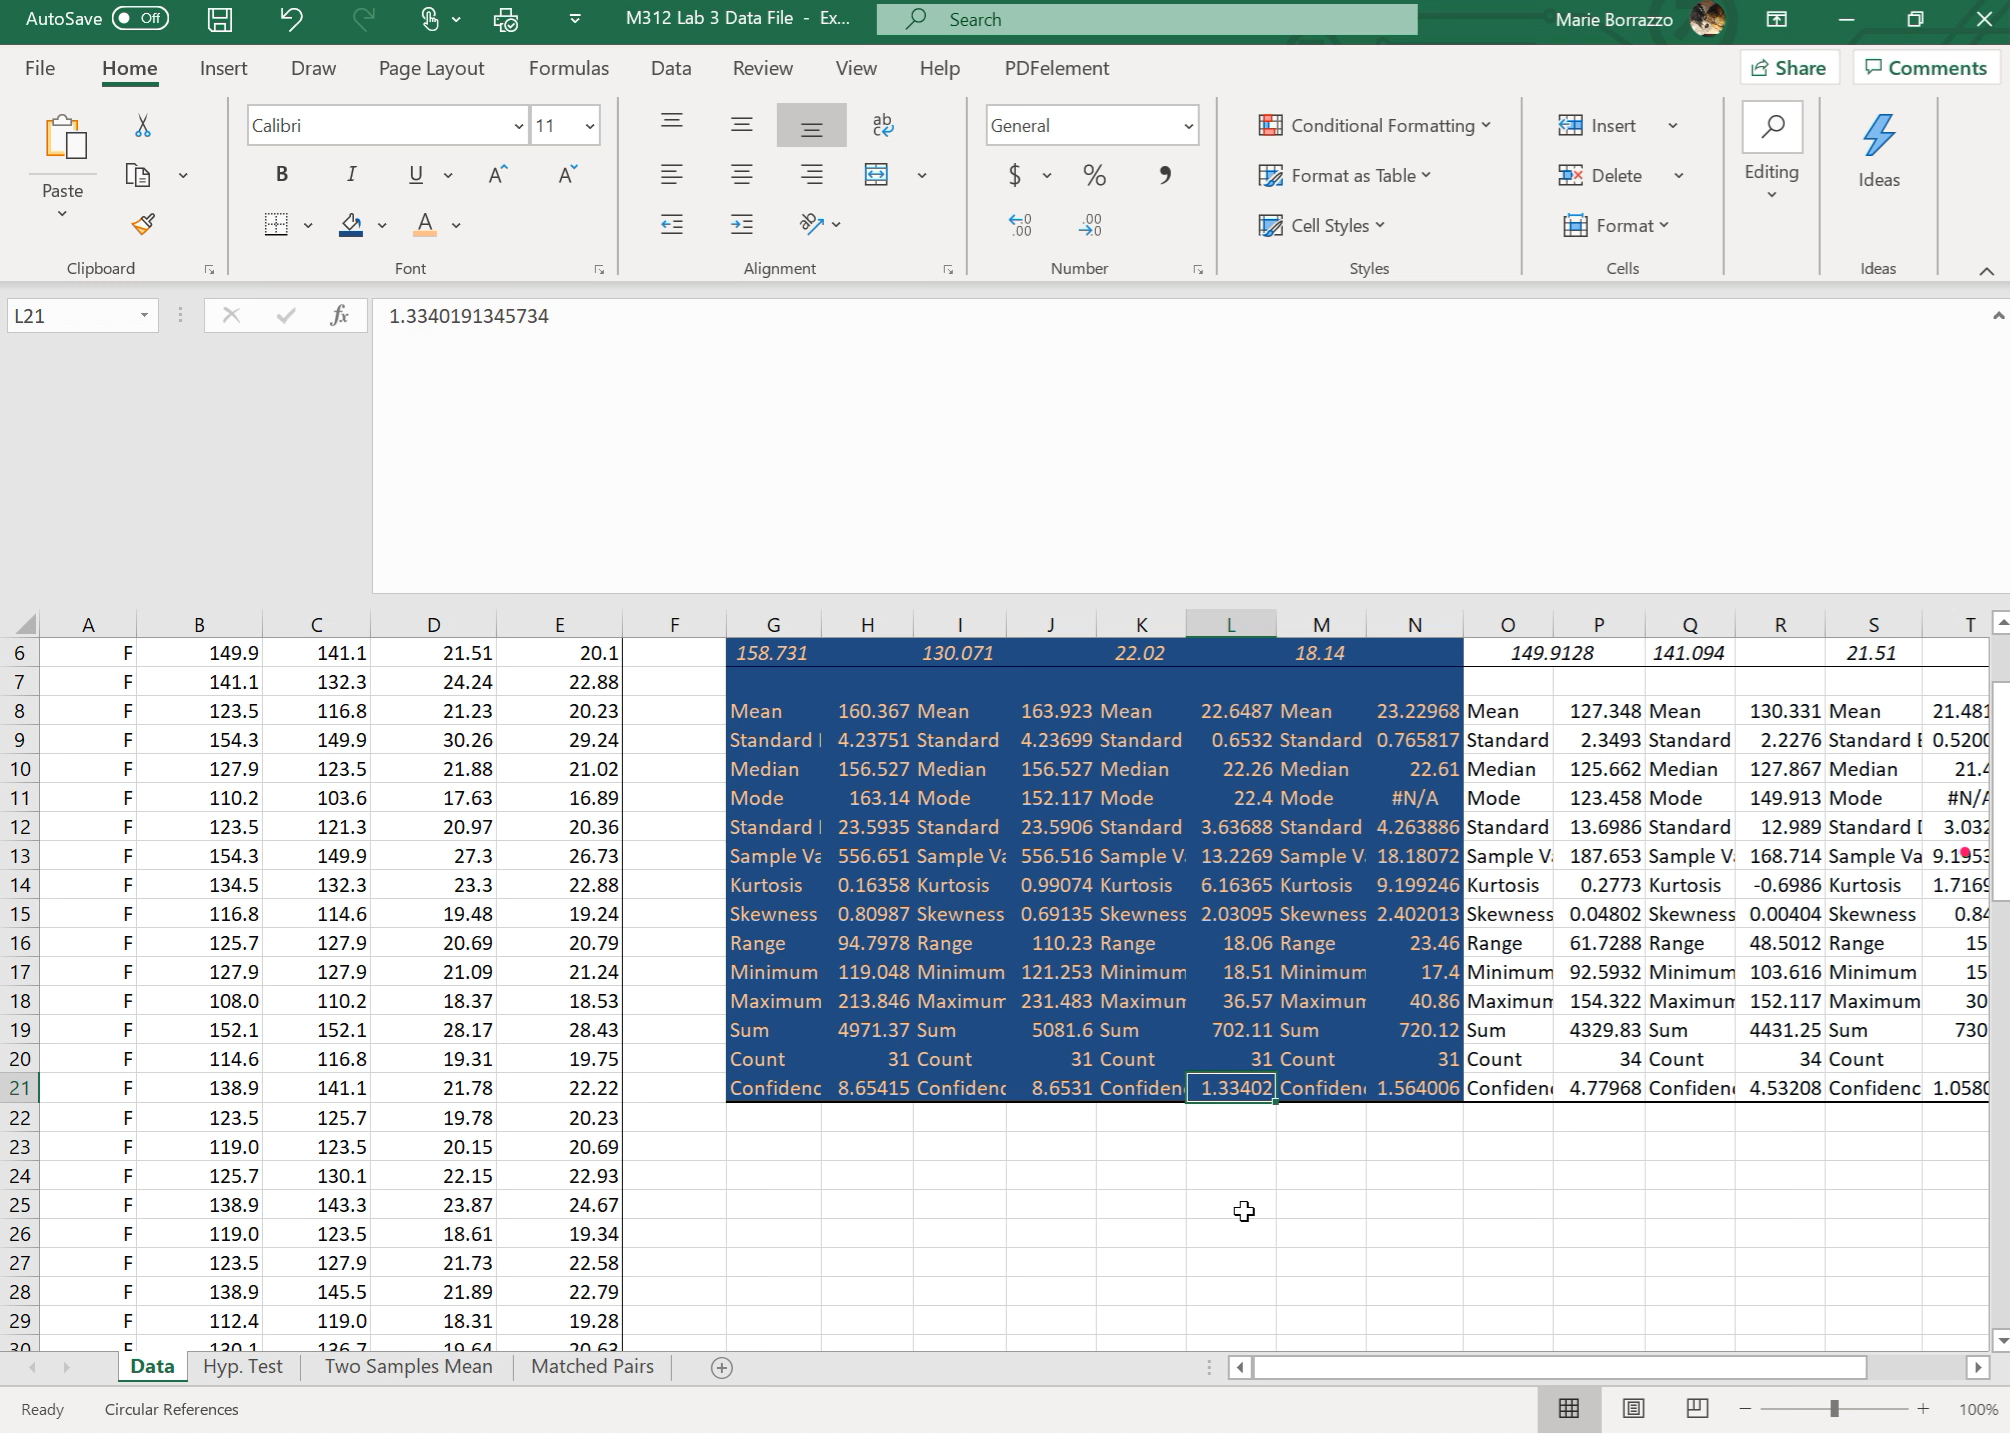 AutoSave Off M312 Lab 3 Data File - Ex... Search Marie Borrazzo
File Home Insert Draw Page Layout Formulas Data Review View Help PDFelement Share Comments
Paste Calibri 11 General Conditional Formatting Insert Editing Ideas
B I U A A $ % Format as Table Delete
A Cell Styles Format
Clipboard Font Alignment Number Styles Cells Ideas
L21 fx 1.3340191345734
A B C D E F G H I J K L M N O P Q R S T
6 F 149.9 141.1 21.51 20.1 158.731 130.071 22.02 18.14 149.9128 141.094 21.51
7 F 141.1 132.3 24.24 22.88
8 F 123.5 116.8 21.23 20.23 Mean 160.367 Mean 163.923 Mean 22.6487 Mean 23.22968 Mean 127.348 Mean 130.331 Mean 21.481
9 F 154.3 149.9 30.26 29.24 Standard 4.23751 Standard 4.23699 Standard 0.6532 Standard 0.765817 Standard 2.3493 Standard 2.2276 Standard E 0.5200
10 F 127.9 123.5 21.88 21.02 Median 156.527 Median 156.527 Median 22.26 Median 22.61 Median 125.662 Median 127.867 Median 21.4
11 F 110.2 103.6 17.63 16.89 Mode 163.14 Mode 152.117 Mode 22.4 Mode #N/A Mode 123.458 Mode 149.913 Mode #N/A
12 F 123.5 121.3 20.97 20.36 Standard 23.5935 Standard 23.5906 Standard 3.63688 Standard 4.263886 Standard 13.6986 Standard 12.989 Standard D 3.032
13 F 154.3 149.9 27.3 26.73 Sample Va 556.651 Sample Va 556.516 Sample V 13.2269 Sample V 18.18072 Sample V 187.653 Sample V 168.714 Sample Va 9.1953
14 F 134.5 132.3 23.3 22.88 Kurtosis 0.16358 Kurtosis 0.99074 Kurtosis 6.16365 Kurtosis 9.199246 Kurtosis 0.2773 Kurtosis -0.6986 Kurtosis 1.7169
15 F 116.8 114.6 19.48 19.24 Skewness 0.80987 Skewness 0.69135 Skewness 2.03095 Skewness 2.402013 Skewness 0.04802 Skewness 0.00404 Skewness 0.84
16 F 125.7 127.9 20.69 20.79 Range 94.7978 Range 110.23 Range 18.06 Range 23.46 Range 61.7288 Range 48.5012 Range 15
17 F 127.9 127.9 21.09 21.24 Minimum 119.048 Minimum 121.253 Minimum 18.51 Minimum 17.4 Minimum 92.5932 Minimum 103.616 Minimum 15
18 F 108.0 110.2 18.37 18.53 Maximum 213.846 Maximum 231.483 Maximum 36.57 Maximum 40.86 Maximum 154.322 Maximum 152.117 Maximum 30
19 F 152.1 152.1 28.17 28.43 Sum 4971.37 Sum 5081.6 Sum 702.11 Sum 720.12 Sum 4329.83 Sum 4431.25 Sum 730
20 F 114.6 116.8 19.31 19.75 Count 31 Count 31 Count 31 Count 31 Count 34 Count 34 Count
21 F 138.9 141.1 21.78 22.22 Confidenc 8.65415 Confidenc 8.6531 Confiden 1.33402 Confiden 1.564006 Confiden 4.77968 Confiden 4.53208 Confidenc 1.0580
22 F 123.5 125.7 19.78 20.23
23 F 119.0 123.5 20.15 20.69
24 F 125.7 130.1 22.15 22.93
25 F 138.9 143.3 23.87 24.67
26 F 119.0 123.5 18.61 19.34
27 F 123.5 127.9 21.73 22.58
28 F 138.9 145.5 21.89 22.79
29 F 112.4 119.0 18.31 19.28
30 F 130.1 136.7 19.64 20.63
Data Hyp. Test Two Samples Mean Matched Pairs
Ready Circular References 100%